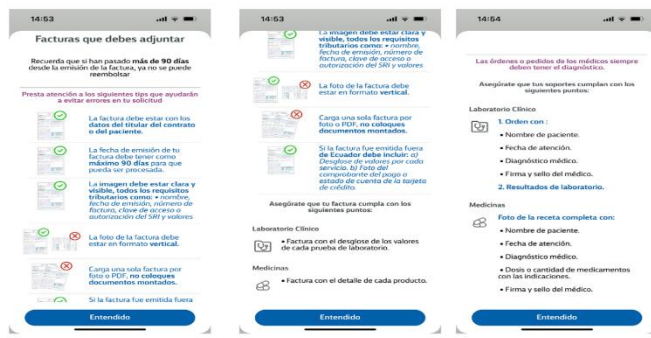 14:53
Facturas que debes adjuntar
Recuerda que si han pasado más de 90 días
desde la emisión de la factura, ya no se puede
reembolsar
Presta atención a los siguientes tips que ayudarán
a evitar errores en tu solicitud
La factura debe estar con los
datos del titular del contrato
o del paciente.
La fecha de emisión de tu
factura debe tener como
máximo 90 días para que
pueda ser procesada.
La imagen debe estar clara y
visible, todos los requisitos
tributarios como: • nombre,
fecha de emisión, número de
factura, clave de acceso o
autorización del SRI y valores
La foto de la factura debe
estar en formato vertical.
Carga una sola factura por
foto o PDF, no coloques
documentos montados.
Si la factura fue emitida fuera
Entendido
14:53
La imagen debe estar clara y
visible, todos los requisitos
tributarios como: • nombre,
fecha de emisión, número de
factura, clave de acceso o
autorización del SRI y valores
La foto de la factura debe
estar en formato vertical.
Carga una sola factura por
foto o PDF, no coloques
documentos montados.
Si la factura fue emitida fuera
de Ecuador debe incluir: a)
Desglose de valores por cada
servicio. b) Foto del
comprobante del pago o
estado de cuenta de la tarjeta
de crédito.
Asegúrate que tu factura cumpla con los
siguientes puntos:
Laboratorio Clínico
• Factura con el desglose de los valores
de cada prueba de laboratorio.
Medicinas
• Factura con el detalle de cada producto.
Entendido
14:54
Las órdenes o pedidos de los médicos siempre
deben tener el diagnóstico.
Asegúrate que tus soportes cumplan con los
siguientes puntos:
Laboratorio Clínico
1. Orden con :
• Nombre de paciente.
• Fecha de atención.
• Diagnóstico médico.
• Firma y sello del médico.
2. Resultados de laboratorio.
Medicinas
Foto de la receta completa con:
• Nombre de paciente.
• Fecha de atención.
• Diagnóstico médico.
• Dosis o cantidad de medicamentos
con las indicaciones.
• Firma y sello del médico.
Entendido